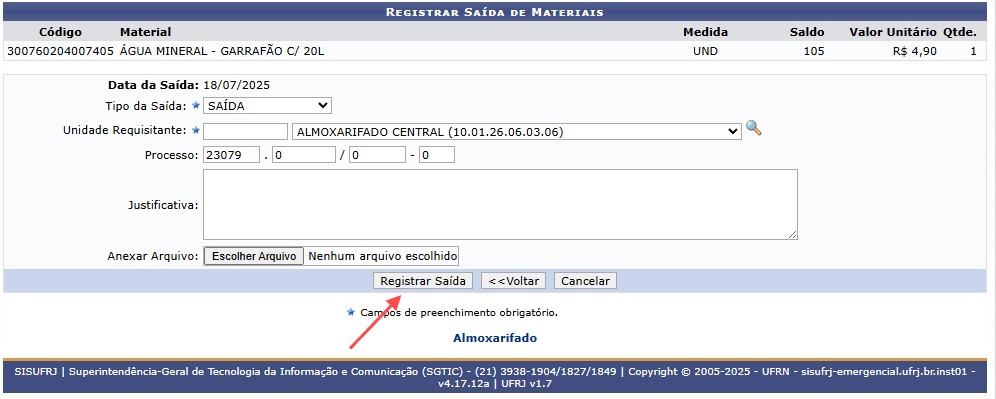 REGISTRAR SAÍDA DE MATERIAIS
Código Material Medida Saldo Valor Unitário Qtde.
300760204007405 ÁGUA MINERAL - GARRAFÃO C/ 20L UND 105 R$ 4,90 1
Data da Saída: 18/07/2025
Tipo da Saída: SAÍDA
Unidade Requisitante: ALMOXARIFADO CENTRAL (10.01.26.06.03.06)
Processo: 23079 . 0 / 0 - 0
Justificativa:
Anexar Arquivo: Escolher Arquivo Nenhum arquivo escolhido
Registrar Saída <<Voltar Cancelar
Campos de preenchimento obrigatório.
Almoxarifado
SISUFRJ | Superintendência-Geral de Tecnologia da Informação e Comunicação (SGTIC) - (21) 3938-1904/1827/1849 | Copyright © 2005-2025 - UFRN - sisufrj-emergencial.ufrj.br.inst01 -
v4.17.12a | UFRJ v1.7